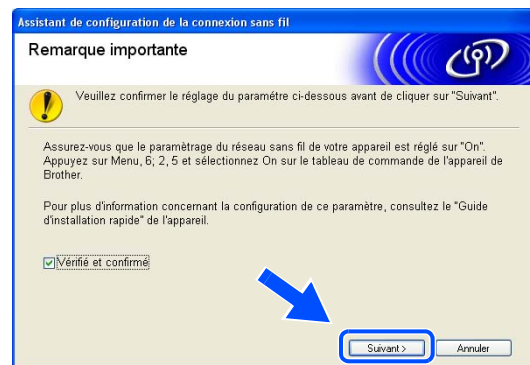 Assistant de configuration de la connexion sans fil
Remarque importante
Veuillez confirmer le réglage du paramétre ci-dessous avant de cliquer sur "Suivant".
Assurez-vous que le paramètrage du réseau sans fil de votre appareil est réglé sur "On".
Appuyez sur Menu, 6; 2, 5 et sélectionnez On sur le tableau de commande de l'appareil de
Brother.
Pour plus d'information concernant la configuration de ce paramètre, consultez le "Guide
d'installation rapide" de l'appareil.
Vérifié et confirmé
Suivant >
Annuler